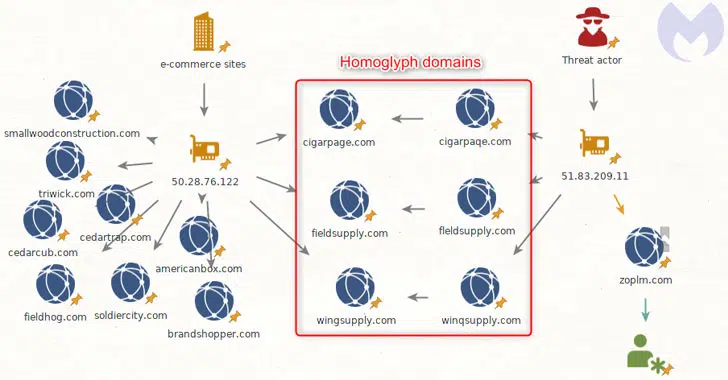 e-commerce sites
Homoglyph domains
Threat actor
smallwoodconstruction.com
cigarpage.com
cigarpaqe.com
50.28.76.122
51.83.209.11
triwick.com
cedartrap.com
fieldsupply.com
fleldsupply.com
cedarcub.com
americanbox.com
zoplm.com
fieldhog.com
soldiercity.com
wingsupply.com
winqsupply.com
brandshopper.com